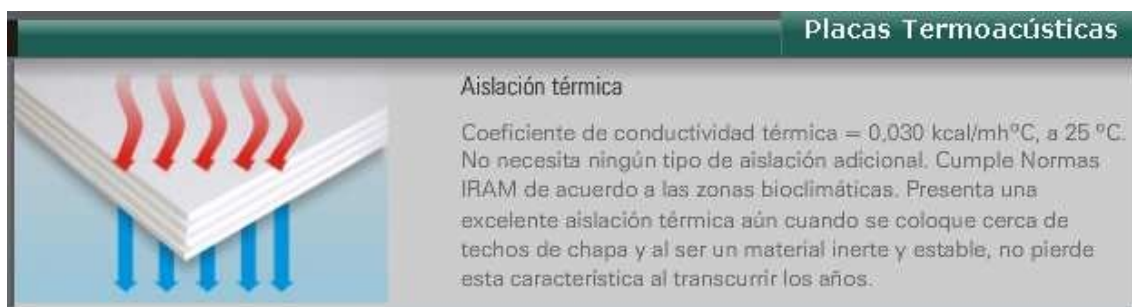 Placas Termoacústicas
Aislación térmica
Coeficiente de conductividad térmica = 0,030 kcal/mhºC, a 25 ºC.
No necesita ningún tipo de aislación adicional. Cumple Normas
IRAM de acuerdo a las zonas bioclimáticas. Presenta una
excelente aislación térmica aún cuando se coloque cerca de
techos de chapa y al ser un material inerte y estable, no pierde
esta característica al transcurrir los años.